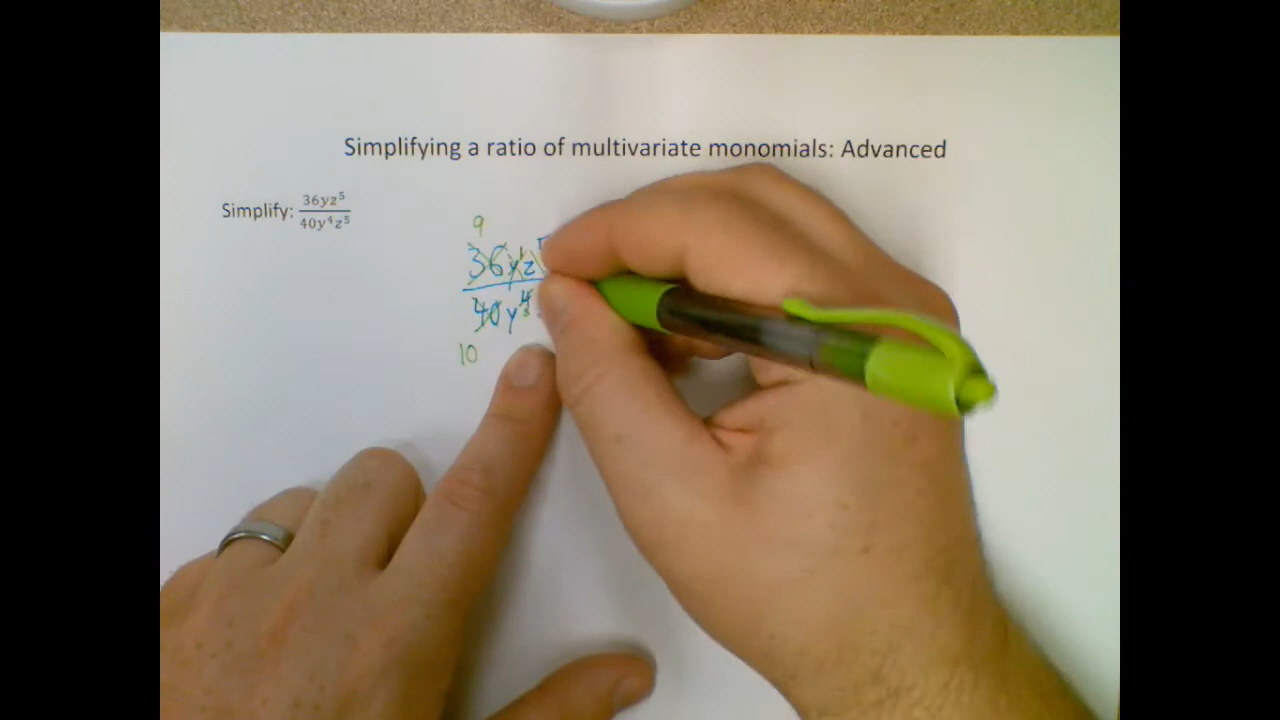 Simplifying a ratio of multivariate monomials: Advanced
Simplify: 36yz⁵
40y⁴z⁵
9
36yz
40y⁴
10